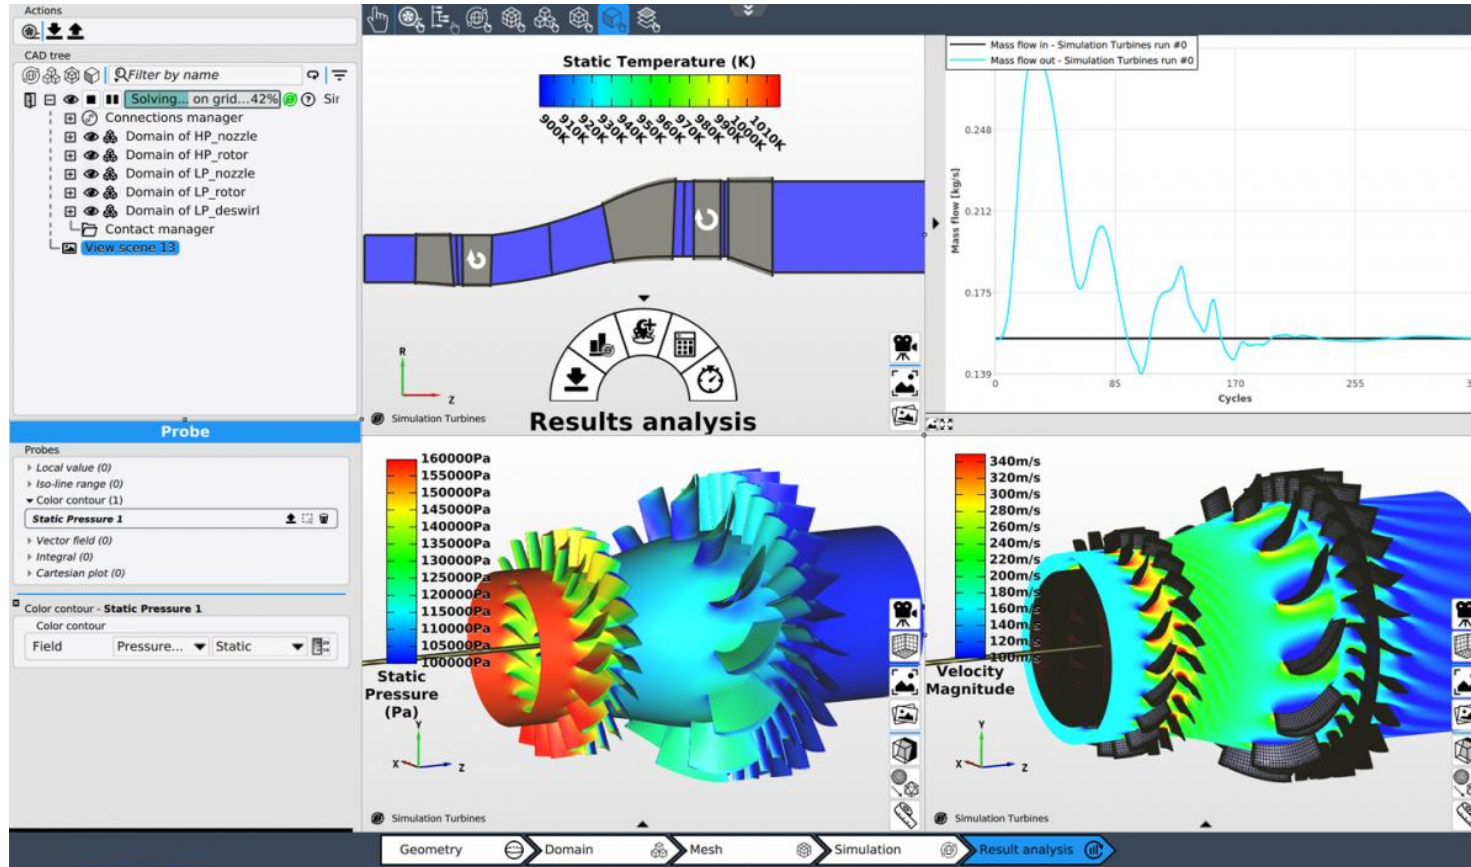 Actions
CAD tree
Filter by name
Solving... on grid...42%
Sir
Connections manager
Domain of HP_nozzle
Domain of HP_rotor
Domain of LP_nozzle
Domain of LP_rotor
Domain of LP_deswirl
Contact manager
View scene 13
Static Temperature (K)
900K
910K
920K
930K
940K
950K
960K
970K
980K
990K
1000K
1010K
R
Z
Simulation Turbines
Results analysis
Mass flow in - Simulation Turbines run #0
Mass flow out - Simulation Turbines run #0
Mass flow [kg/s]
0.248
0.212
0.175
0.139
0
85
170
255
3
Cycles
Probe
Probes
Local value (0)
Iso-line range (0)
Color contour (1)
Static Pressure 1
Vector field (0)
Integral (0)
Cartesian plot (0)
Color contour - Static Pressure 1
Color contour
Field Pressure... Static
160000Pa
155000Pa
150000Pa
145000Pa
140000Pa
135000Pa
130000Pa
125000Pa
120000Pa
115000Pa
110000Pa
105000Pa
100000Pa
Static
Pressure
(Pa)
Y
X
Z
Simulation Turbines
340m/s
320m/s
300m/s
280m/s
260m/s
240m/s
220m/s
200m/s
180m/s
160m/s
140m/s
120m/s
100m/s
Velocity
Magnitude
Y
X
Z
Simulation Turbines
Geometry
Domain
Mesh
Simulation
Result analysis